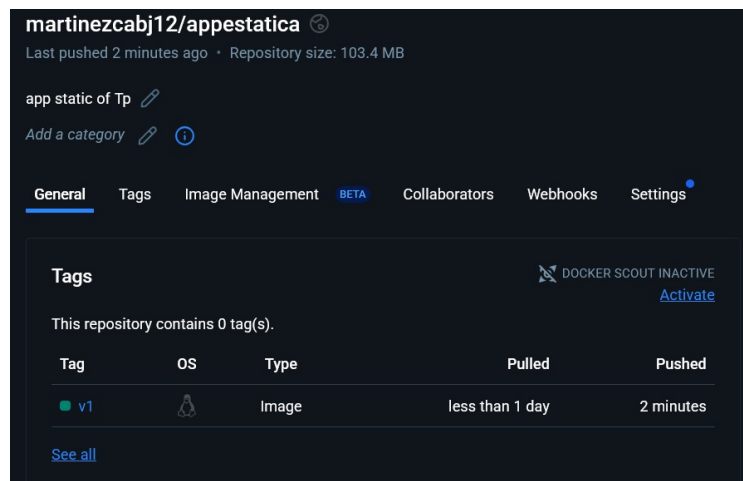 martinezcabj12/appestatica
Last pushed 2 minutes ago • Repository size: 103.4 MB
app static of Tp
Add a category
General Tags Image Management BETA Collaborators Webhooks Settings
Tags
DOCKER SCOUT INACTIVE
Activate
This repository contains 0 tag(s).
Tag OS Type Pulled Pushed
v1 Image less than 1 day 2 minutes
See all